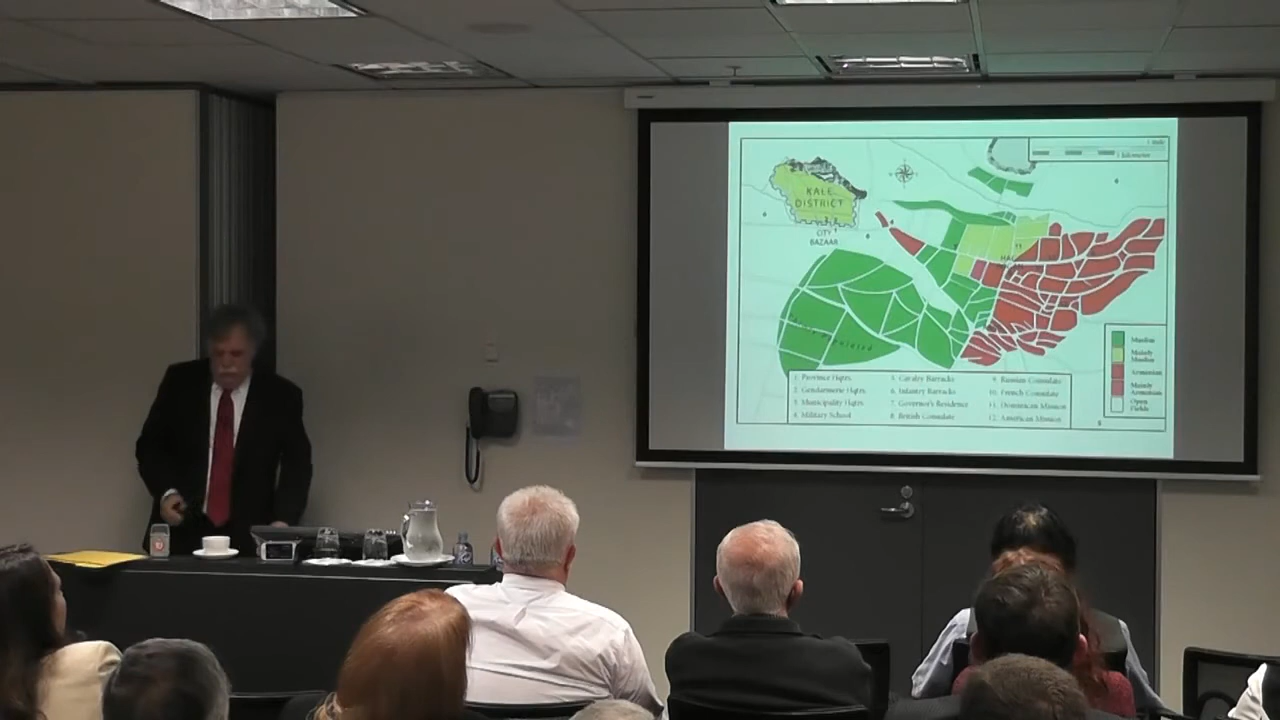 1 mile
1 kilometre
KALE
DISTRICT
CITY
BAZAAR
Muslim
Mainly
Muslim
Armenian
Mainly
Armenian
Open
Fields
1. Province Hqtrs.
2. Gendarmerie Hqtrs.
3. Municipality Hqtrs.
4. Military School
5. Cavalry Barracks
6. Infantry Barracks
7. Governor's Residence
8. British Consulate
9. Russian Consulate
10. French Consulate
11. Dominican Mission
12. American Mission